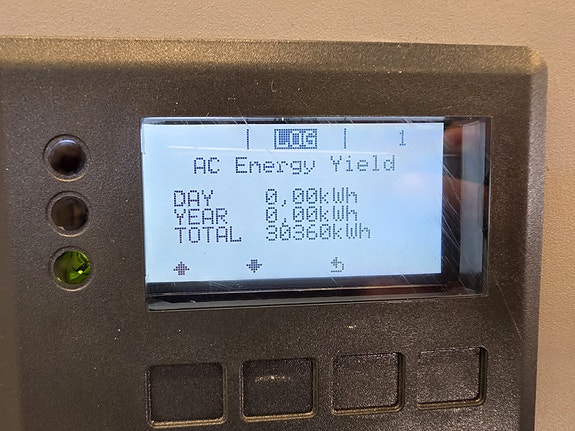 | LOG | 1
AC Energy Yield
DAY 0,00kWh
YEAR 0,00kWh
TOTAL 30360kWh